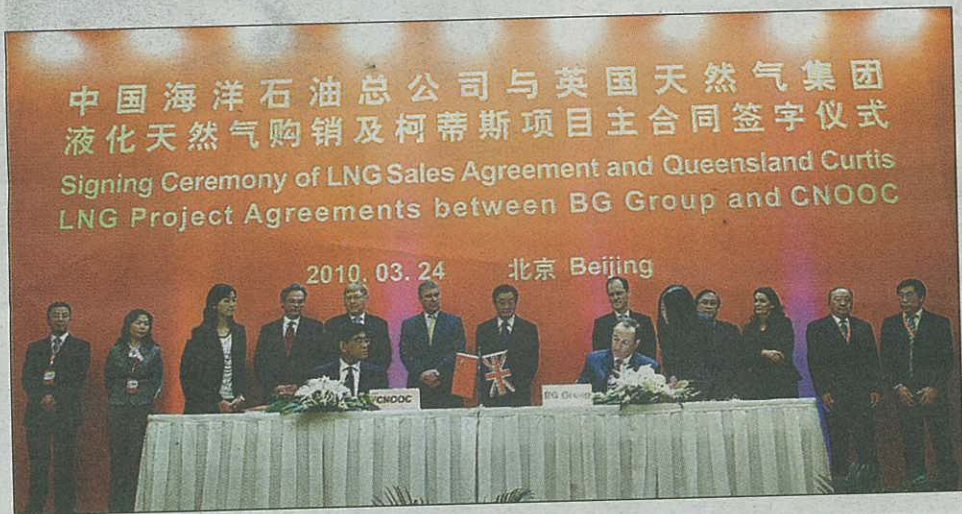 中国海洋石油总公司与英国天然气集团
液化天然气购销及柯蒂斯项目主合同签字仪式
Signing Ceremony of LNG Sales Agreement and Queensland Curtis
LNG Project Agreements between BG Group and CNOOC
2010. 03. 24 北京 Beijing
CNOOC
BG Group